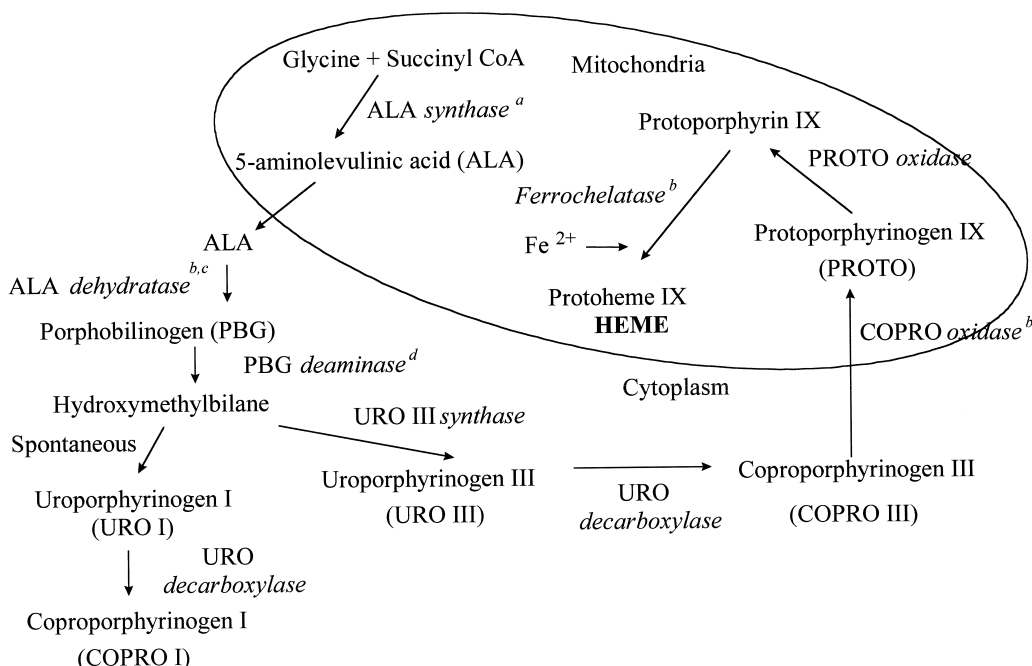 Glycine + Succinyl CoA
Mitochondria
ALA synthase a
Protoporphyrin IX
5-aminolevulinic acid (ALA)
PROTO oxidase
Ferrochelatase b
ALA
Fe 2+
Protoporphyrinogen IX
(PROTO)
ALA dehydratase b,c
Protoheme IX
HEME
Porphobilinogen (PBG)
COPRO oxidase b
PBG deaminase d
Cytoplasm
Hydroxymethylbilane
URO III synthase
Spontaneous
Coproporphyrinogen III
(COPRO III)
Uroporphyrinogen III
(URO III)
URO
decarboxylase
Uroporphyrinogen I
(URO I)
URO
decarboxylase
Coproporphyrinogen I
(COPRO I)